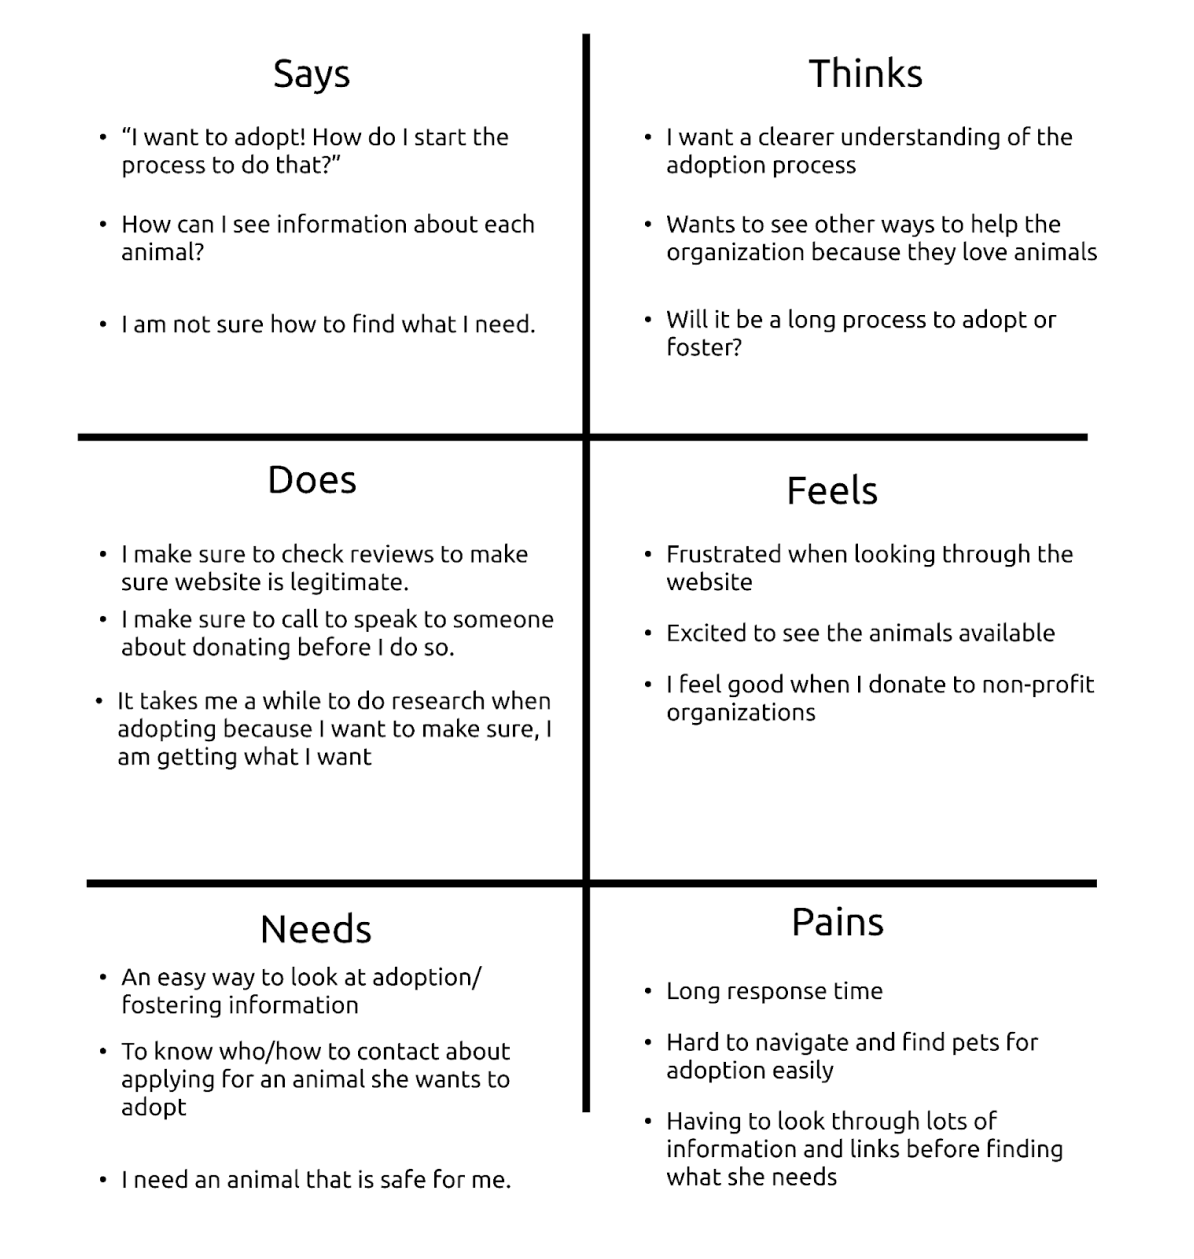 Says
• “I want to adopt! How do I start the
process to do that?”
• How can I see information about each
animal?
• I am not sure how to find what I need.
Thinks
• I want a clearer understanding of the
adoption process
• Wants to see other ways to help the
organization because they love animals
• Will it be a long process to adopt or
foster?
Does
• I make sure to check reviews to make
sure website is legitimate.
• I make sure to call to speak to someone
about donating before I do so.
• It takes me a while to do research when
adopting because I want to make sure, I
am getting what I want
Feels
• Frustrated when looking through the
website
• Excited to see the animals available
• I feel good when I donate to non-profit
organizations
Needs
• An easy way to look at adoption/
fostering information
• To know who/how to contact about
applying for an animal she wants to
adopt
• I need an animal that is safe for me.
Pains
• Long response time
• Hard to navigate and find pets for
adoption easily
• Having to look through lots of
information and links before finding
what she needs